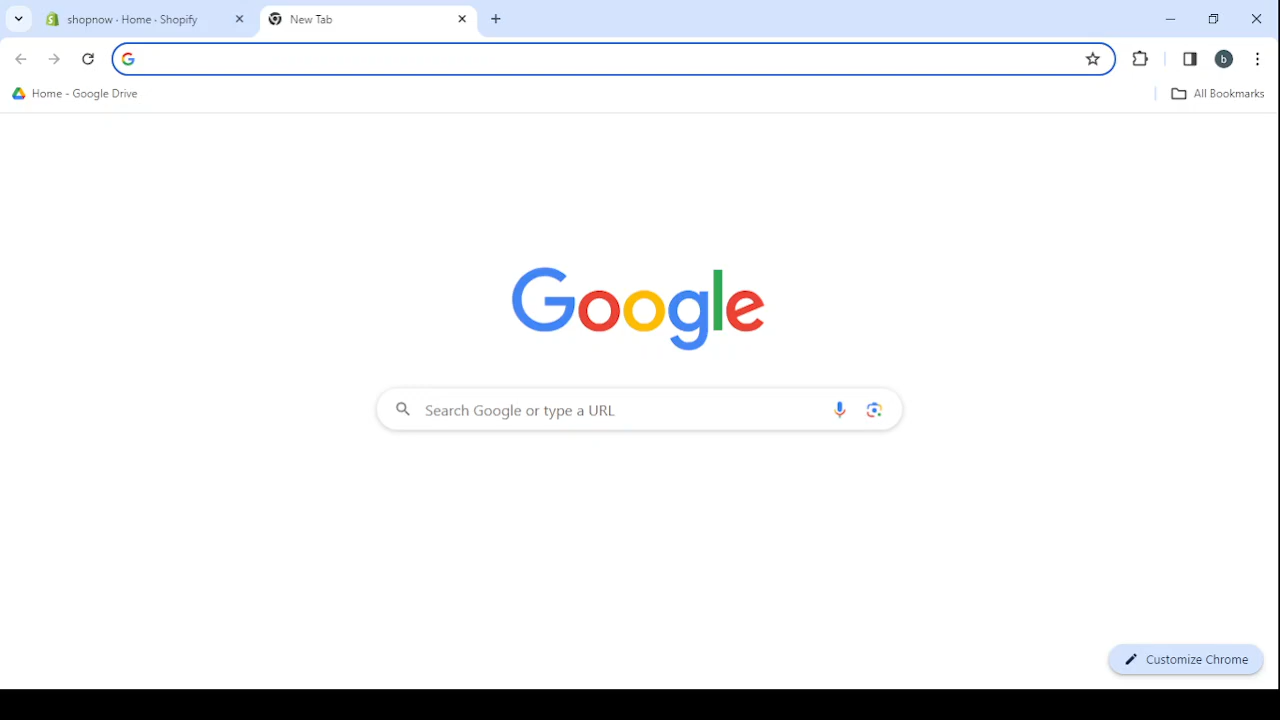 shopnow · Home · Shopify
New Tab
b
Home - Google Drive
All Bookmarks
Google
Search Google or type a URL
Customize Chrome